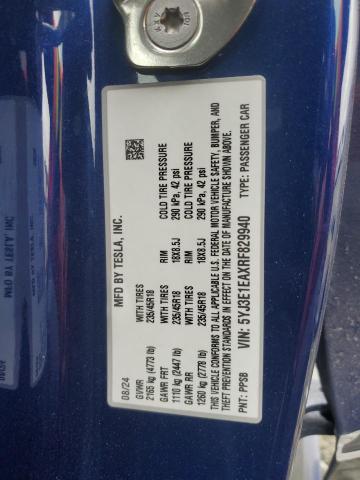 MFD BY TESLA, INC.
08/24
GVWR
2165 kg (4773 lb)
WITH TIRES
235/45R18
RIM
18X8.5J
COLD TIRE PRESSURE
290 kPa, 42 psi
GAWR FRT
1110 kg (2447 lb)
WITH TIRES
235/45R18
RIM
18X8.5J
COLD TIRE PRESSURE
290 kPa, 42 psi
GAWR RR
1260 kg (2778 lb)
THIS VEHICLE CONFORMS TO ALL APPLICABLE FEDERAL MOTOR VEHICLE SAFETY, BUMPER, AND
THEFT PREVENTION STANDARDS IN EFFECT ON THE DATE OF MANUFACTURE SHOWN ABOVE.
VIN: 5YJ3E1EAXRF829940
PNT: PPSB
TYPE: PASSENGER CAR